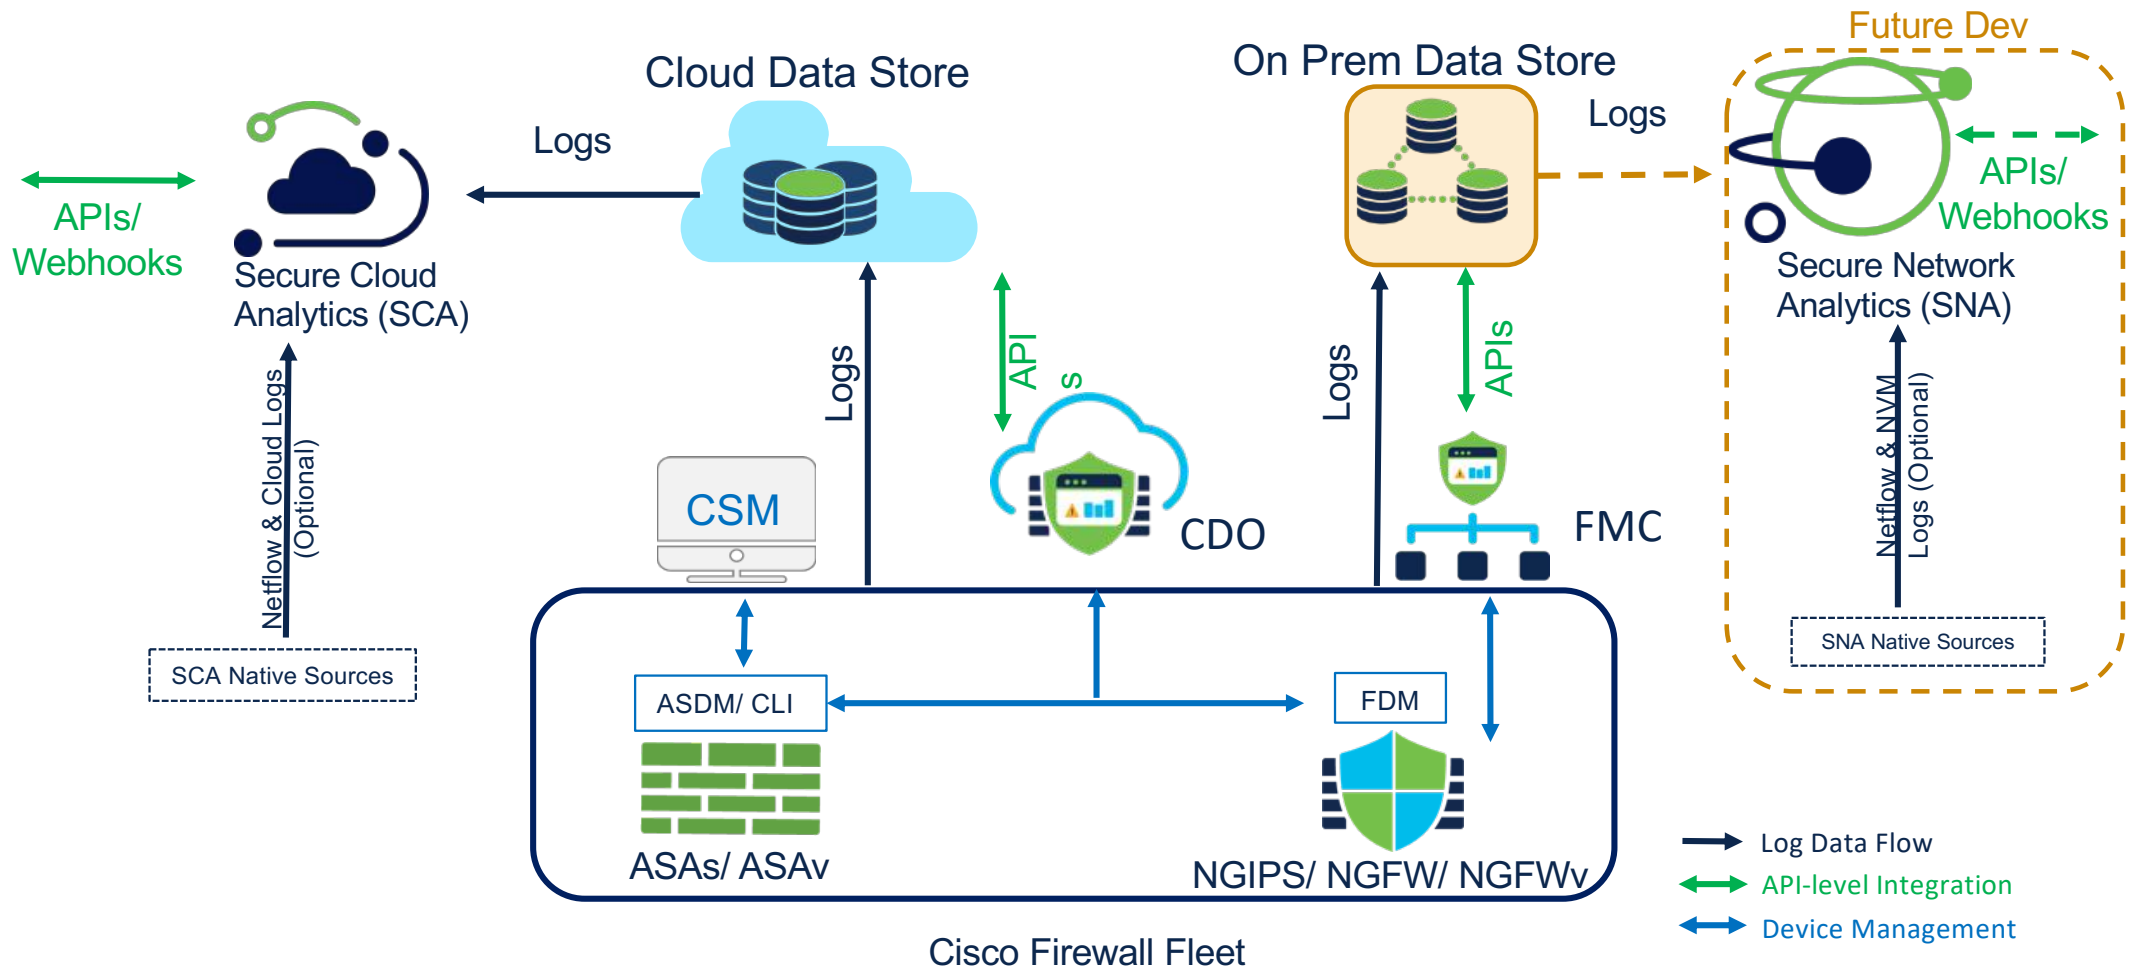 Future Dev
Cloud Data Store
On Prem Data Store
Logs
Logs
APIs/
Webhooks
APIs/
Webhooks
Secure Cloud
Analytics (SCA)
Secure Network
Analytics (SNA)
Logs
API
s
Logs
APIs
Netflow & Cloud Logs
(Optional)
Netflow & NVM
Logs (Optional)
CSM
CDO
FMC
SCA Native Sources
SNA Native Sources
ASDM/ CLI
FDM
ASAs/ ASAv
NGIPS/ NGFW/ NGFWv
Log Data Flow
API-level Integration
Device Management
Cisco Firewall Fleet